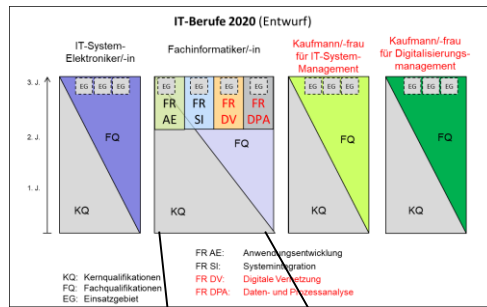 IT-Berufe 2020 (Entwurf)
IT-System-
Elektroniker/-in
Fachinformatiker/-in
Kaufmann/-frau
für IT-System-
Management
Kaufmann/-frau
für Digitalisierungs-
management
3. J.
2. J.
1. J.
EG EG EG
FQ
KQ
EG EG EG EG
FR FR FR FR
AE SI DV DPA
FQ
KQ
EG EG EG
FQ
KQ
EG EG EG
FQ
KQ
KQ: Kernqualifikationen
FQ: Fachqualifikationen
EG: Einsatzgebiet
FR AE: Anwendungsentwicklung
FR SI: Systemintegration
FR DV: Digitale Vernetzung
FR DPA: Daten- und Prozessanalyse